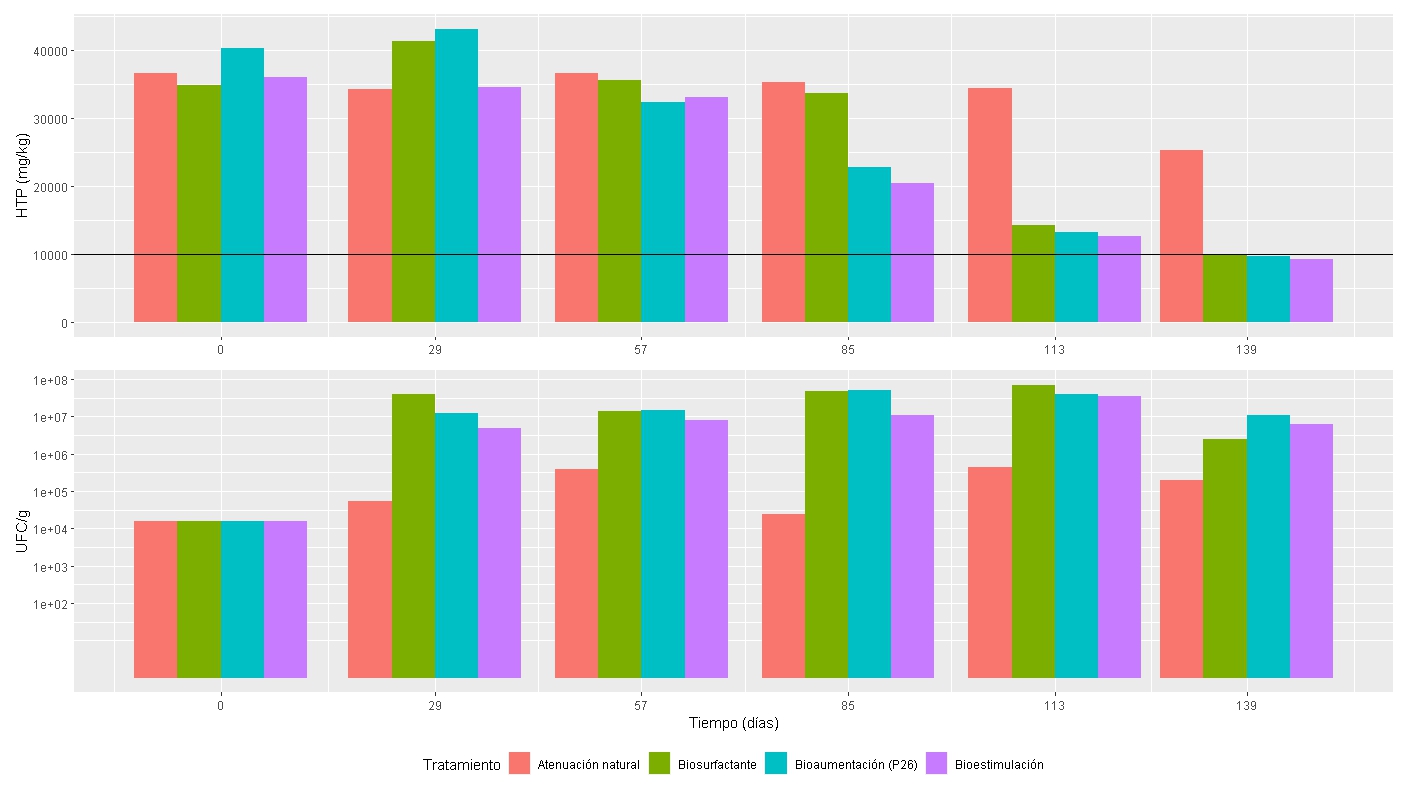 HTP (mg/kg)
40000
30000
20000
10000
0
0 29 57 85 113 139
UFC/g
1e+08
1e+07
1e+06
1e+05
1e+04
1e+03
1e+02
0 29 57 85 113 139
Tiempo (días)
Tratamiento Atenuación natural Biosurfactante Bioaumentación (P26) Bioestimulación